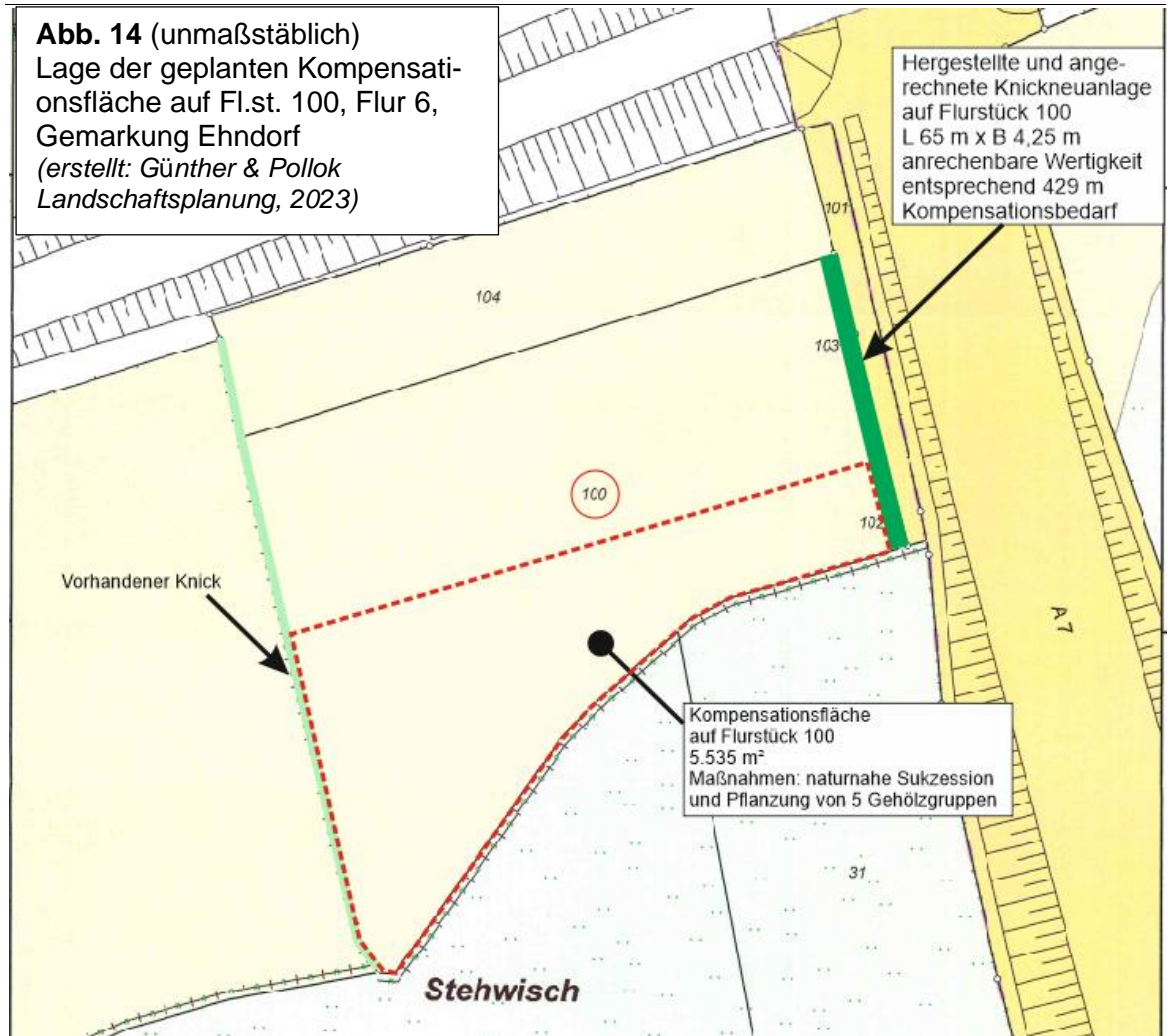 Abb. 14 (unmaßstäblich)
Lage der geplanten Kompensati-
onsfläche auf Fl.st. 100, Flur 6,
Gemarkung Ehndorf
(erstellt: Günther & Pollok
Landschaftsplanung, 2023)
Hergestellte und ange-
rechnete Knickneuanlage
auf Flurstück 100
L 65 m x B 4,25 m
anrechenbare Wertigkeit
entsprechend 429 m
Kompensationsbedarf
101
104
103
100
102
Vorhandener Knick
A7
Kompensationsfläche
auf Flurstück 100
5.535 m²
Maßnahmen: naturnahe Sukzession
und Pflanzung von 5 Gehölzgruppen
31
Stehwisch